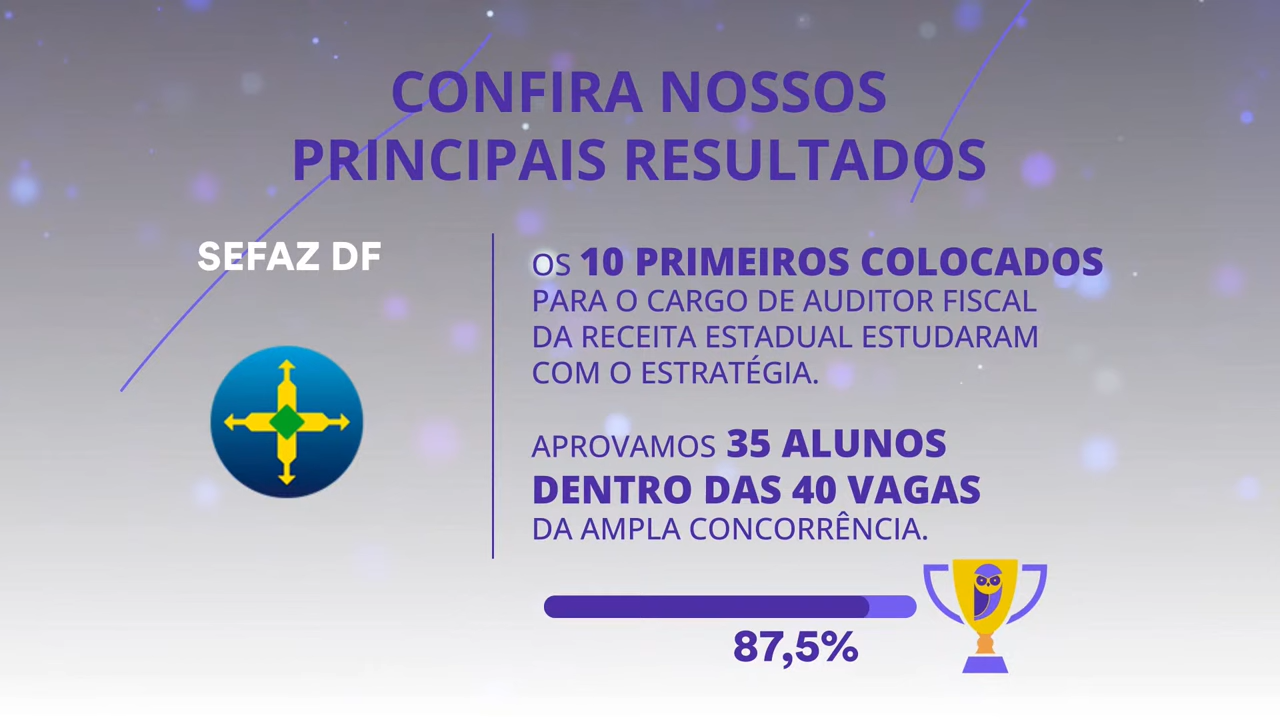 CONFIRA NOSSOS
PRINCIPAIS RESULTADOS
SEFAZ DF
OS 10 PRIMEIROS COLOCADOS
PARA O CARGO DE AUDITOR FISCAL
DA RECEITA ESTADUAL ESTUDARAM
COM O ESTRATÉGIA.
APROVAMOS 35 ALUNOS
DENTRO DAS 40 VAGAS
DA AMPLA CONCORRÊNCIA.
87,5%